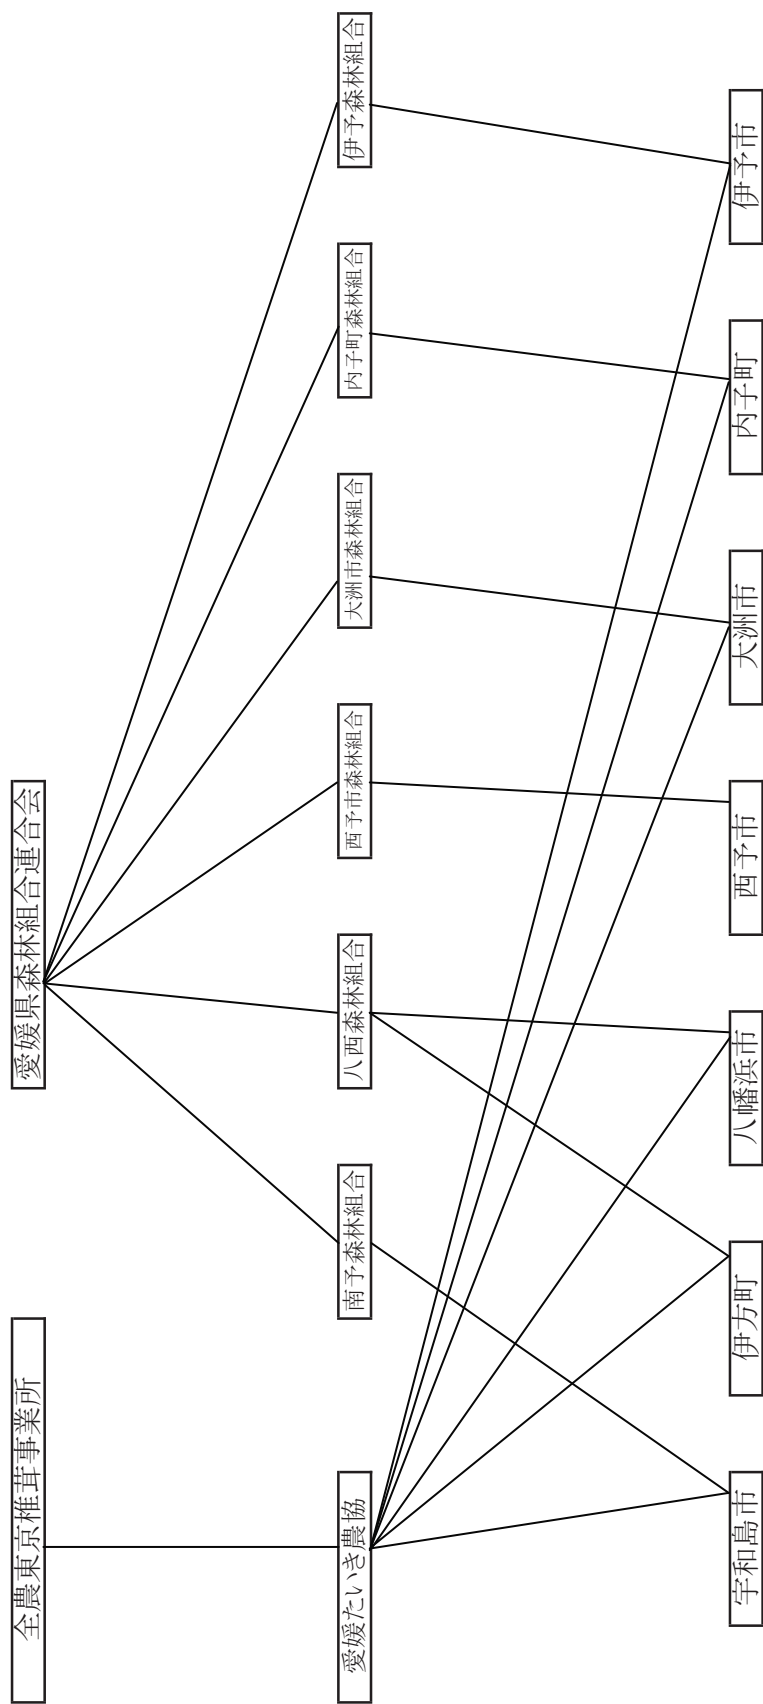 全農東京椎茸事業所
愛媛県森林組合連合会
愛媛たいき農協
南予森林組合
八西森林組合
西予市森林組合
大洲市森林組合
内子町森林組合
伊予森林組合
宇和島市
伊方町
八幡浜市
西予市
大洲市
内子町
伊予市